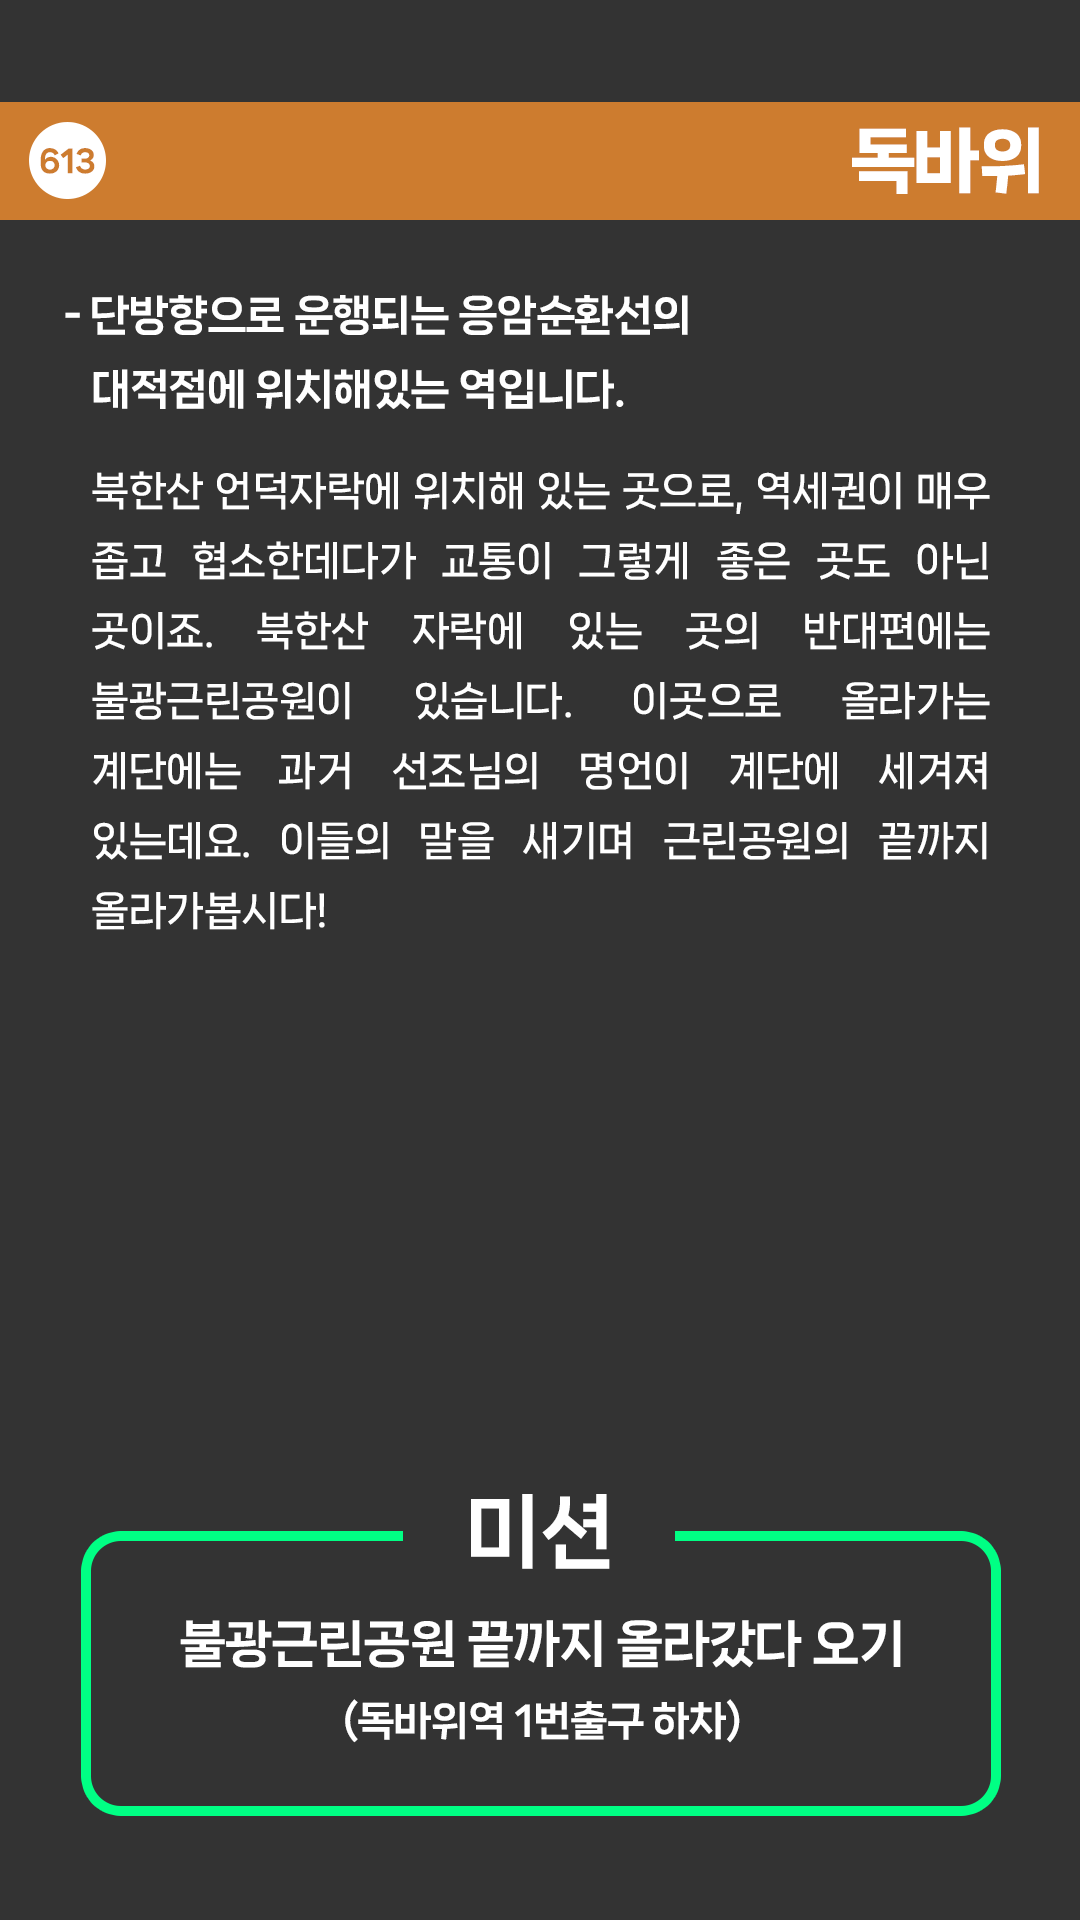 613
독바위
- 단방향으로 운행되는 응암순환선의
대적점에 위치해있는 역입니다.
북한산 언덕자락에 위치해 있는 곳으로, 역세권이 매우
좁고 협소한데다가 교통이 그렇게 좋은 곳도 아닌
곳이죠. 북한산 자락에 있는 곳의 반대편에는
불광근린공원이 있습니다. 이곳으로 올라가는
계단에는 과거 선조님의 명언이 계단에 세겨져
있는데요. 이들의 말을 새기며 근린공원의 끝까지
올라가봅시다!
미션
불광근린공원 끝까지 올라갔다 오기
(독바위역 1번출구 하차)